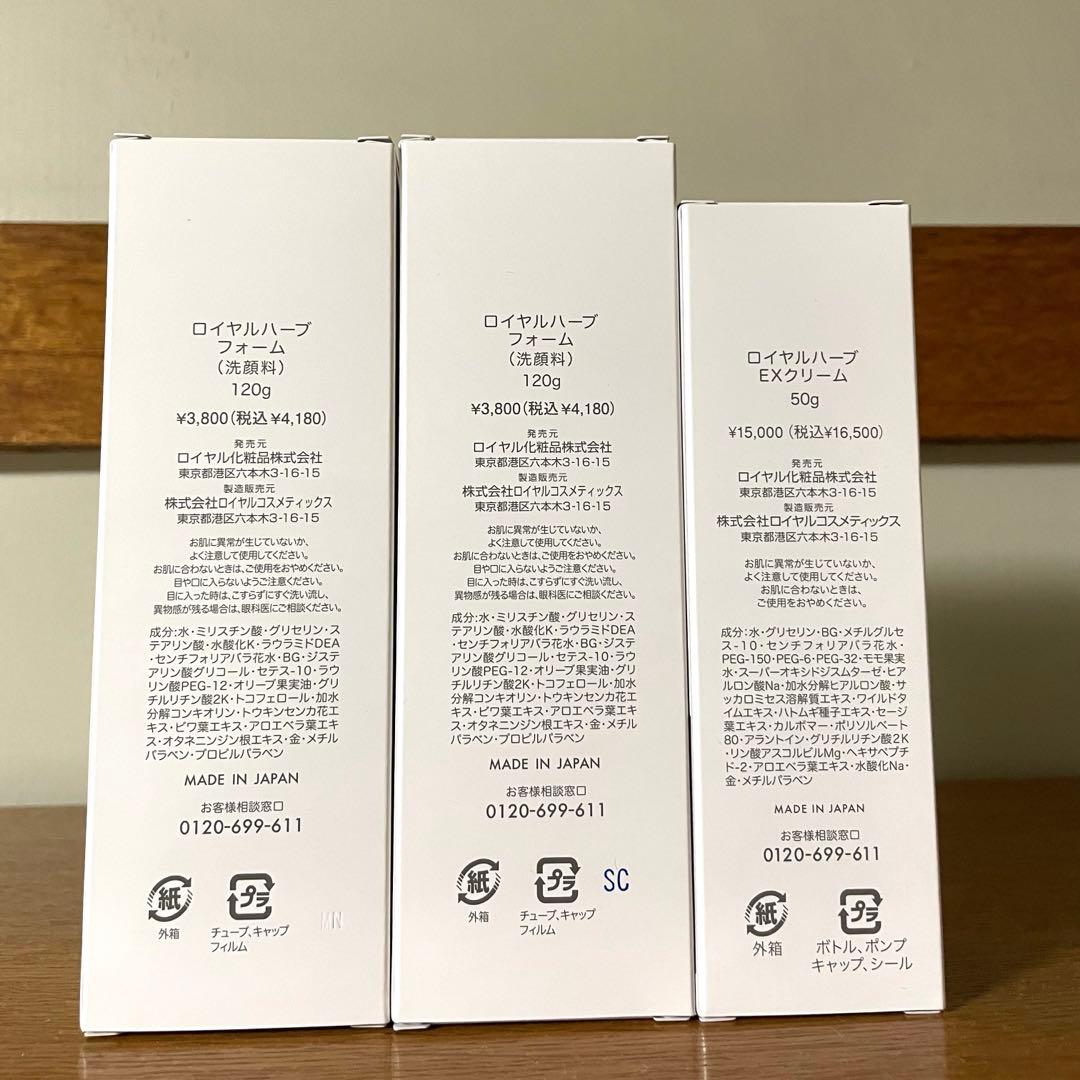 ロイヤルハーブ
フォーム
（洗顔料）
120g
¥3,800（税込¥4,180）
発売元
ロイヤル化粧品株式会社
東京都港区六本木3-16-15
製造販売元
株式会社ロイヤルコスメティックス
東京都港区六本木3-16-15
お肌に異常が生じていないか、
よく注意して使用してください。
お肌に合わないときは、ご使用をおやめください。
目や口に入らないようご注意ください。
目に入った時は、こすらずにすぐ洗い流し、
異物感が残る場合は、眼科医にご相談ください。
成分：水・ミリスチン酸・グリセリン・ス
テアリン酸・水酸化K・ラウラミドDEA
・センチフォリアバラ花水・BG・ジステ
アリン酸グリコール・セテス-10・ラウ
リン酸PEG-12・オリーブ果実油・グリ
チルリチン酸2K・トコフェロール・加水
分解コンキオリン・トウキンセンカ花エ
キス・ビワ葉エキス・アロエベラ葉エキ
ス・オタネニンジン根エキス・金・メチル
パラベン・プロピルパラベン
MADE IN JAPAN
お客様相談窓口
0120-699-611
紙
外箱
プラ
チューブ、キャップ
フィルム
MN
ロイヤルハーブ
フォーム
（洗顔料）
120g
¥3,800（税込¥4,180）
発売元
ロイヤル化粧品株式会社
東京都港区六本木3-16-15
製造販売元
株式会社ロイヤルコスメティックス
東京都港区六本木3-16-15
お肌に異常が生じていないか、
よく注意して使用してください。
お肌に合わないときは、ご使用をおやめください。
目や口に入らないようご注意ください。
目に入った時は、こすらずにすぐ洗い流し、
異物感が残る場合は、眼科医にご相談ください。
成分：水・ミリスチン酸・グリセリン・ス
テアリン酸・水酸化K・ラウラミドDEA
・センチフォリアバラ花水・BG・ジステ
アリン酸グリコール・セテス-10・ラウ
リン酸PEG-12・オリーブ果実油・グリ
チルリチン酸2K・トコフェロール・加水
分解コンキオリン・トウキンセンカ花エ
キス・ビワ葉エキス・アロエベラ葉エキ
ス・オタネニンジン根エキス・金・メチル
パラベン・プロピルパラベン
MADE IN JAPAN
お客様相談窓口
0120-699-611
紙
外箱
プラ
チューブ、キャップ
フィルム
SC
ロイヤルハーブ
EXクリーム
50g
¥15,000（税込¥16,500）
発売元
ロイヤル化粧品株式会社
東京都港区六本木3-16-15
製造販売元
株式会社ロイヤルコスメティックス
東京都港区六本木3-16-15
お肌に異常が生じていないか、
よく注意して使用してください。
お肌に合わないときは、
ご使用をおやめください。
成分：水・グリセリン・BG・メチルグルセ
ス-10・センチフォリアバラ花水・
PEG-150・PEG-6・PEG-32・モモ果実
水・スーパーオキシドジスムターゼ・ヒア
ルロン酸Na・加水分解ヒアルロン酸・サ
ッカロミセス溶解質エキス・ワイルドタ
イムエキス・ハトムギ種子エキス・セージ
葉エキス・カルボマー・ポリソルベート
80・アラントイン・グリチルリチン酸2K
・リン酸アスコルビルMg・ヘキサペプチ
ド-2・アロエベラ葉エキス・水酸化Na・
金・メチルパラベン
MADE IN JAPAN
お客様相談窓口
0120-699-611
紙
外箱
プラ
ボトル、ポンプ
キャップ、シール